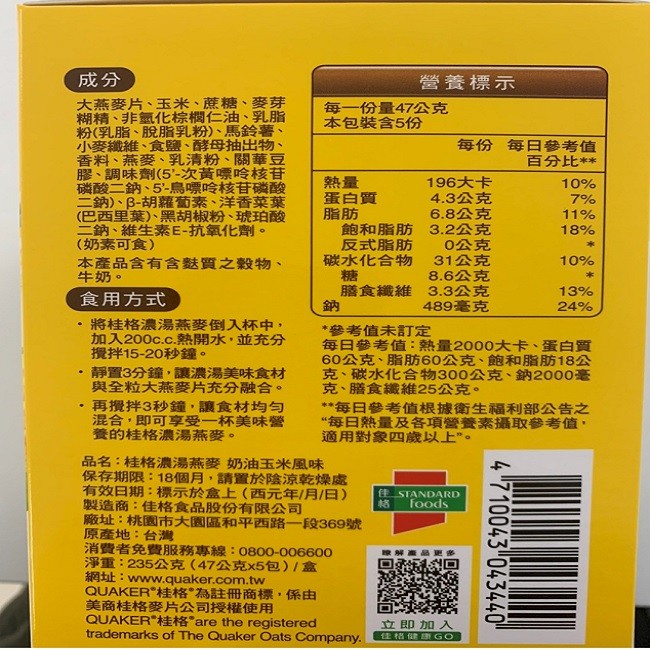 成分
大燕麥片、玉米、蔗糖、麥芽
糊精、非氫化棕櫚仁油、乳脂
粉(乳脂、脫脂乳粉)、馬鈴薯、
小麥纖維、食鹽、酵母抽出物、
香料、燕麥、乳清粉、關華豆
膠、調味劑(5'-次黃嘌呤核苷
磷酸二鈉、5'-鳥嘌呤核苷磷酸
二鈉)、β-胡蘿蔔素、洋香菜葉
(巴西里葉)、黑胡椒粉、琥珀酸
二鈉、維生素E-抗氧化劑。
(奶素可食)
本產品含有含麩質之穀物、
牛奶。
食用方式
・將桂格濃湯燕麥倒入杯中，
加入200c.c.熱開水，並充分
攪拌15-20秒鐘。
・靜置3分鐘，讓濃湯美味食材
與全粒大燕麥片充分融合。
・再攪拌3秒鐘，讓食材均勻
混合，即可享受一杯美味營
養的桂格濃湯燕麥。
營養標示
每一份量47公克
本包裝含5份
每份 每日參考值
百分比**
熱量 196大卡 10%
蛋白質 4.3公克 7%
脂肪 6.8公克 11%
飽和脂肪 3.2公克 18%
反式脂肪 0公克 *
碳水化合物 31公克 10%
糖 8.6公克 *
膳食纖維 3.3公克 13%
鈉 489毫克 24%
*參考值未訂定
每日參考值：熱量2000大卡、蛋白質
60公克、脂肪60公克、飽和脂肪18公
克、碳水化合物300公克、鈉2000毫
克、膳食纖維25公克。
**每日參考值根據衛生福利部公告之
“每日熱量及各項營養素攝取參考值，
適用對象四歲以上”。
品名：桂格濃湯燕麥 奶油玉米風味
保存期限：18個月，請置於陰涼乾燥處
有效日期：標示於盒上（西元年/月/日）
製造商：佳格食品股份有限公司
廠址：桃園市大園區和平西路一段369號
原產地：台灣
消費者免費服務專線：0800-006600
淨重：235公克（47公克x5包）/ 盒
網址：www.quaker.com.tw
QUAKER®桂格®為註冊商標，係由
美商桂格麥片公司授權使用
QUAKER®桂格®are the registered
trademarks of The Quaker Oats Company.
佳格
STANDARD
foods
瞭解產品更多
立即加入
佳格健康GO
4710043043440